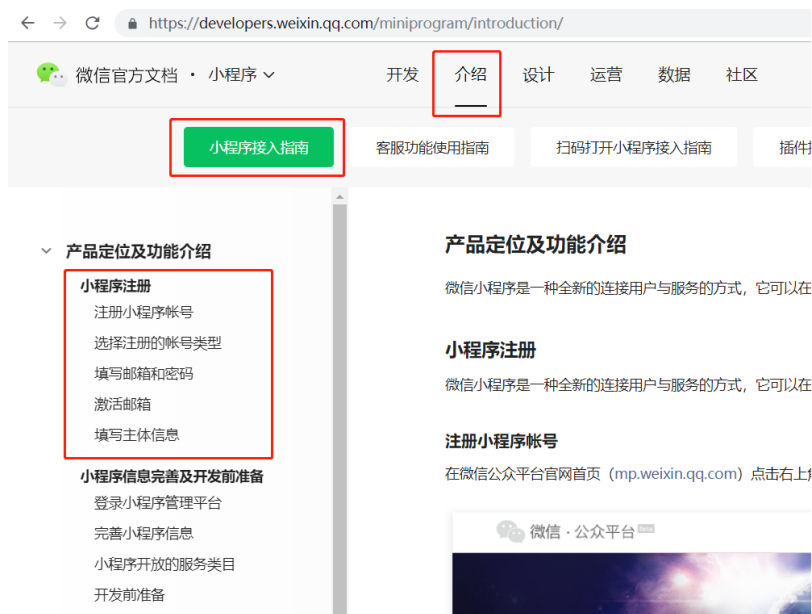 https://developers.weixin.qq.com/miniprogram/introduction/
微信官方文档 · 小程序 开发 介绍 设计 运营 数据 社区
小程序接入指南 客服功能使用指南 扫码打开小程序接入指南 插件
产品定位及功能介绍
小程序注册
注册小程序帐号
选择注册的帐号类型
填写邮箱和密码
激活邮箱
填写主体信息
小程序信息完善及开发前准备
登录小程序管理平台
完善小程序信息
小程序开放的服务类目
开发前准备
产品定位及功能介绍
微信小程序是一种全新的连接用户与服务的方式，它可以在
小程序注册
微信小程序是一种全新的连接用户与服务的方式，它可以在
注册小程序帐号
在微信公众平台官网首页（mp.weixin.qq.com）点击右上
微信 · 公众平台